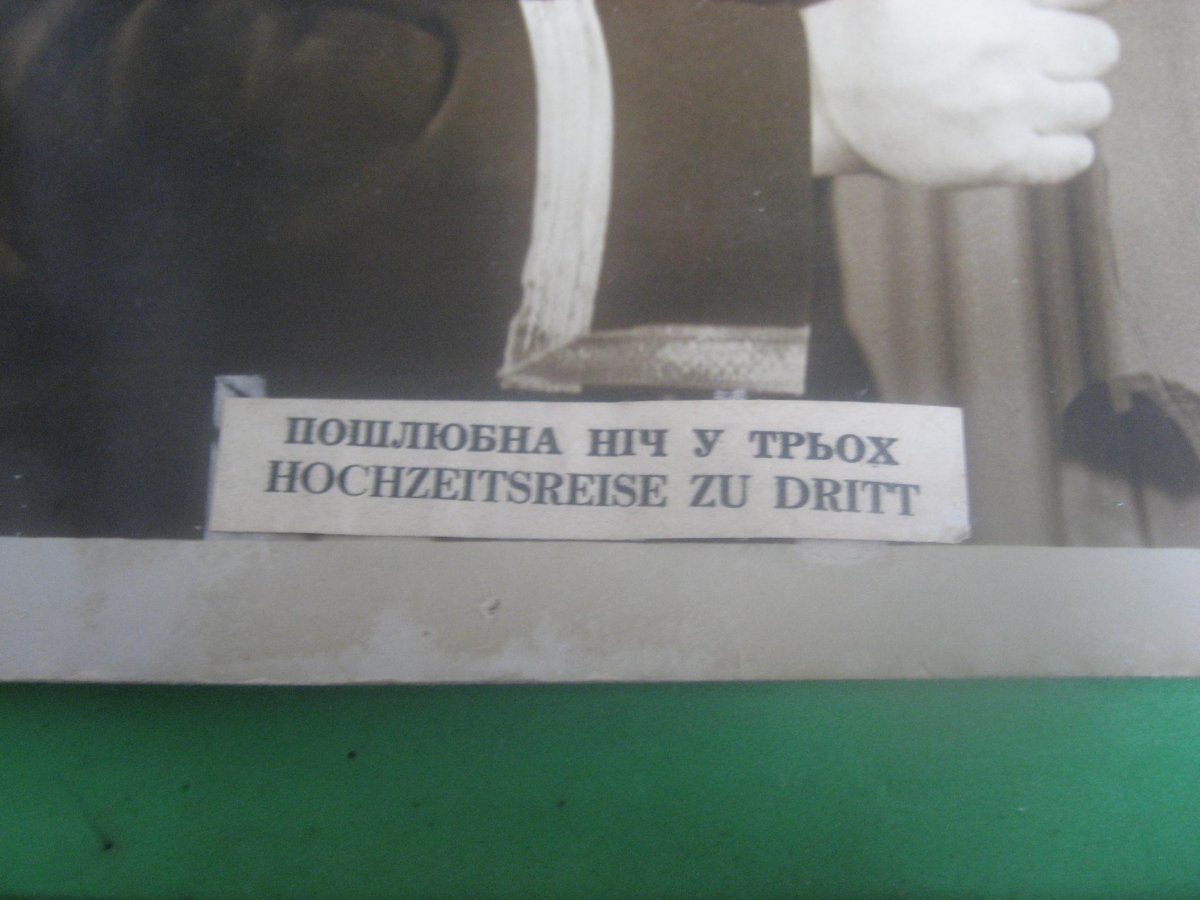 ПОШЛЮБНА НІЧ У ТРЬОХ
HOCHZEITSREISE ZU DRITT